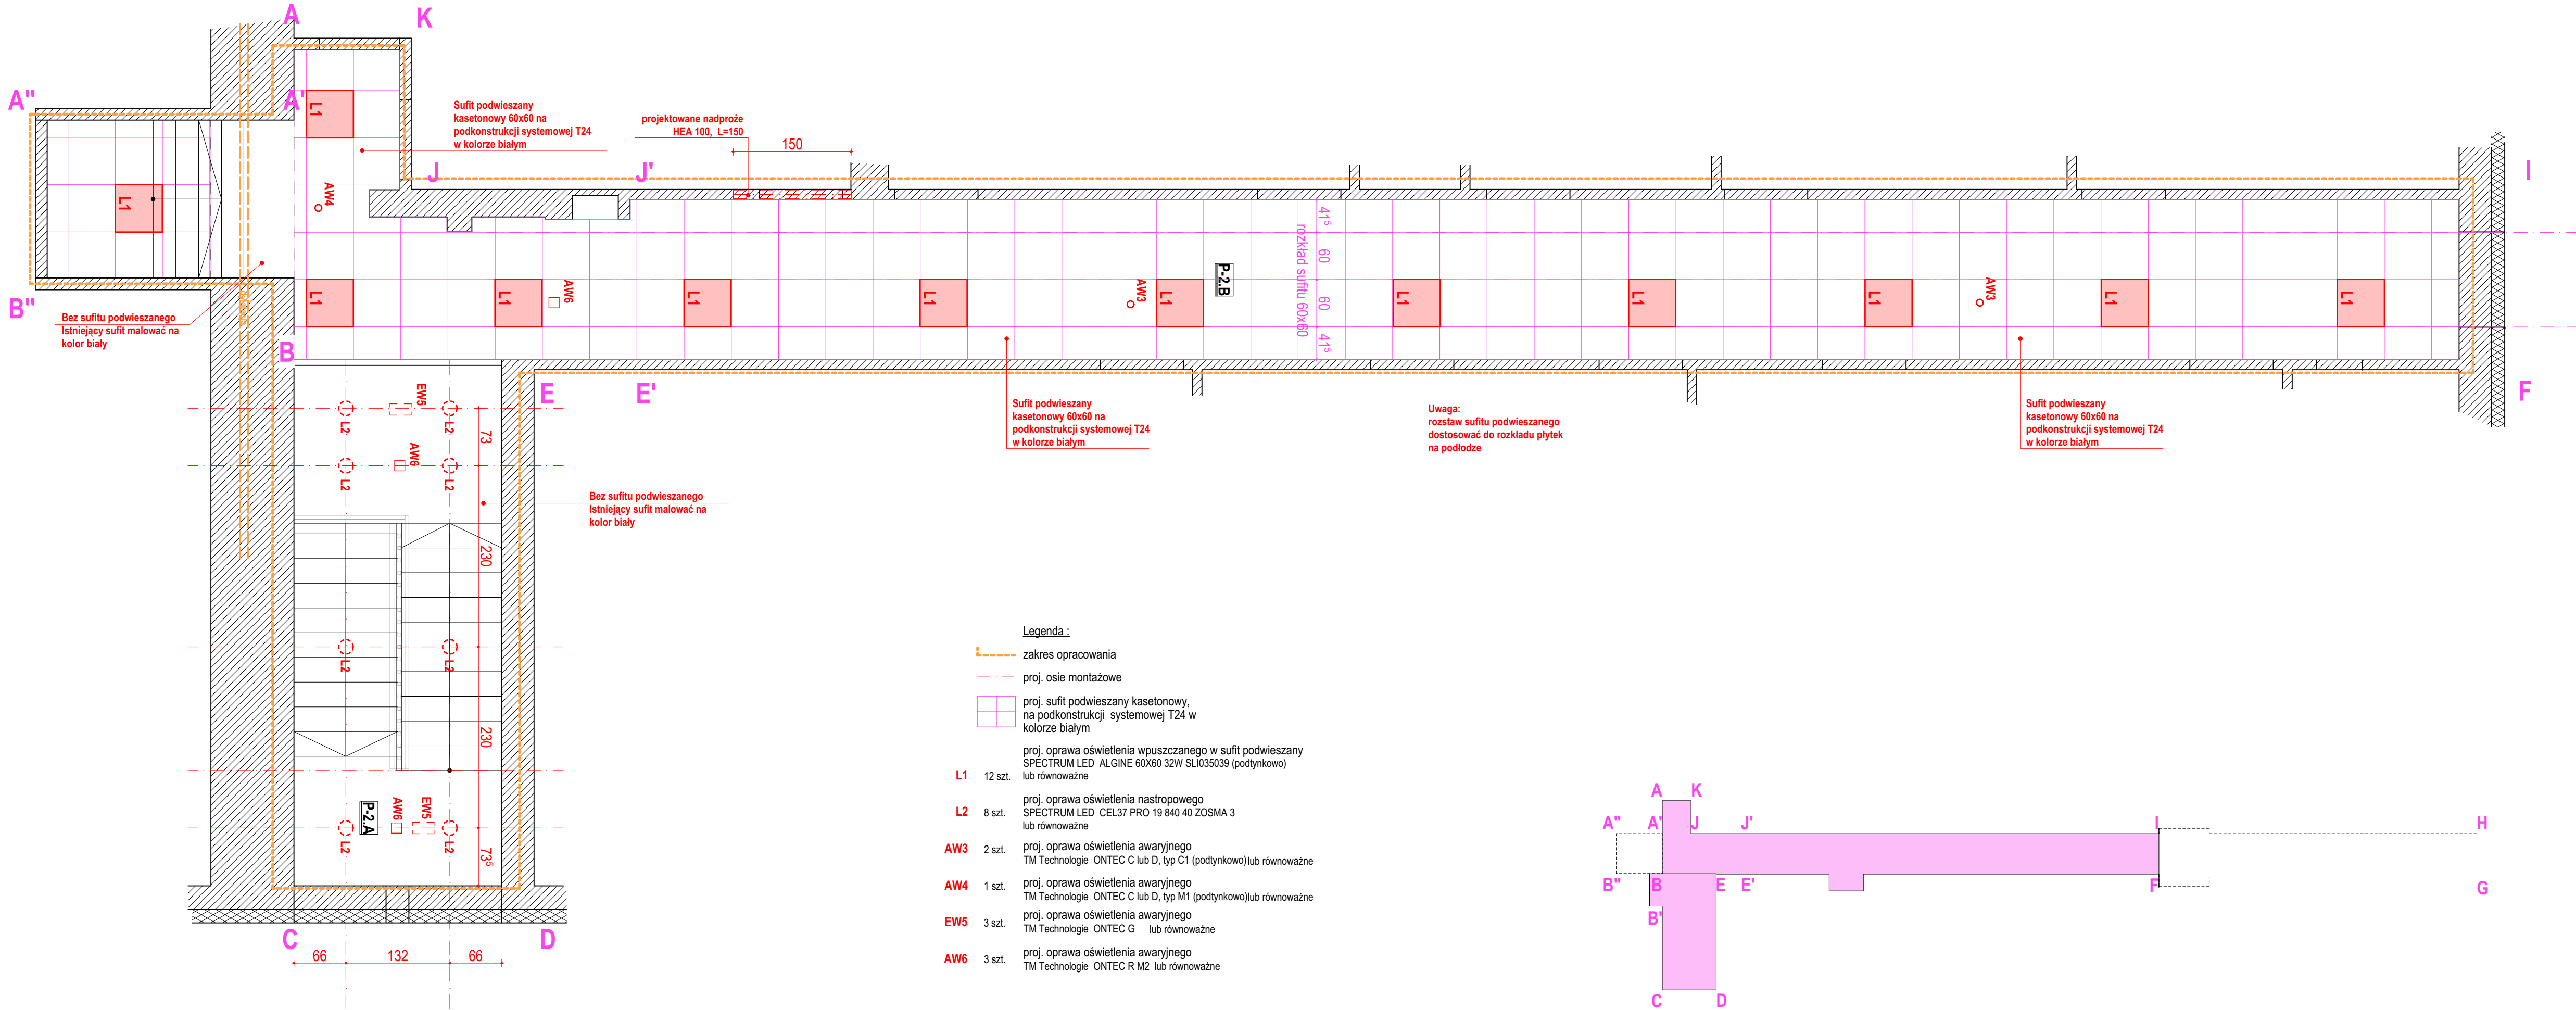 A
K
A"
A'
L1
Sufit podwieszany
kasetonowy 60x60 na
podkonstrukcji systemowej T24
w kolorze białym
projektowane nadproże
HEA 100, L=150
150
J
J'
I
L1
AW4
41⁵
60
60
41⁵
rozkład sufitu 60x60
P-2.B
B"
L1
L1
AW6
L1
L1
AW3
L1
L1
L1
L1
AW3
L1
L1
Bez sufitu podwieszanego
Istniejący sufit malować na
kolor biały
B
E
E'
F
Sufit podwieszany
kasetonowy 60x60 na
podkonstrukcji systemowej T24
w kolorze białym
Uwaga:
rozstaw sufitu podwieszanego
dostosować do rozkładu płytek
na podłodze
Sufit podwieszany
kasetonowy 60x60 na
podkonstrukcji systemowej T24
w kolorze białym
EW5
L2
L2
73
AW6
L2
L2
Bez sufitu podwieszanego
Istniejący sufit malować na
kolor biały
230
L2
L2
230
P-2.A
AW6
EW5
L2
L2
73⁵
C
D
66
132
66
Legenda :
zakres opracowania
proj. osie montażowe
proj. sufit podwieszany kasetonowy,
na podkonstrukcji systemowej T24 w
kolorze białym
proj. oprawa oświetlenia wpuszczanego w sufit podwieszany
SPECTRUM LED ALGINE 60X60 32W SLI035039 (podtynkowo)
L1 12 szt. lub równoważne
proj. oprawa oświetlenia nastropowego
L2 8 szt. SPECTRUM LED CEL37 PRO 19 840 40 ZOSMA 3
lub równoważne
AW3 2 szt. proj. oprawa oświetlenia awaryjnego
TM Technologie ONTEC C lub D, typ C1 (podtynkowo) lub równoważne
AW4 1 szt. proj. oprawa oświetlenia awaryjnego
TM Technologie ONTEC C lub D, typ M1 (podtynkowo)lub równoważne
EW5 3 szt. proj. oprawa oświetlenia awaryjnego
TM Technologie ONTEC G lub równoważne
AW6 3 szt. proj. oprawa oświetlenia awaryjnego
TM Technologie ONTEC R M2 lub równoważne
A
K
A"
A'
J
J'
I
H
B"
B
E
E'
F
G
B'
C
D